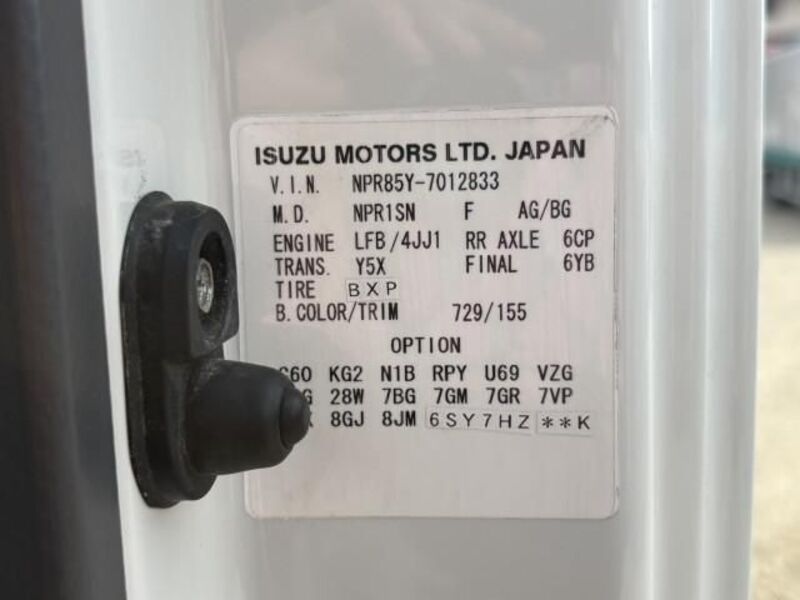 ISUZU MOTORS LTD. JAPAN
V.I.N. NPR85Y-7012833
M.D. NPR1SN F AG/BG
ENGINE LFB/4JJ1 RR AXLE 6CP
TRANS. Y5X FINAL 6YB
TIRE BXP
B.COLOR/TRIM 729/155
OPTION
KG2 N1B RPY U69 VZG
28W 7BG 7GM 7GR 7VP
8GJ 8JM 6SY7HZ**K